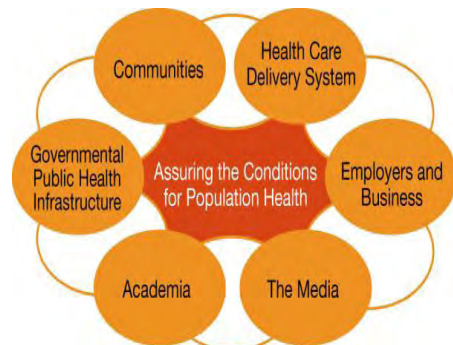 Communities
Health Care
Delivery System
Governmental
Public Health
Infrastructure
Assuring the Conditions
for Population Health
Employers and
Business
Academia
The Media